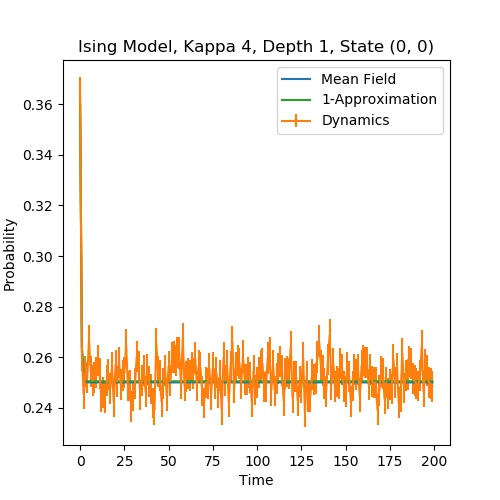 Ising Model, Kappa 4, Depth 1, State (0, 0)
Mean Field
1-Approximation
Dynamics
Probability
0.36
0.34
0.32
0.30
0.28
0.26
0.24
0 25 50 75 100 125 150 175 200
Time